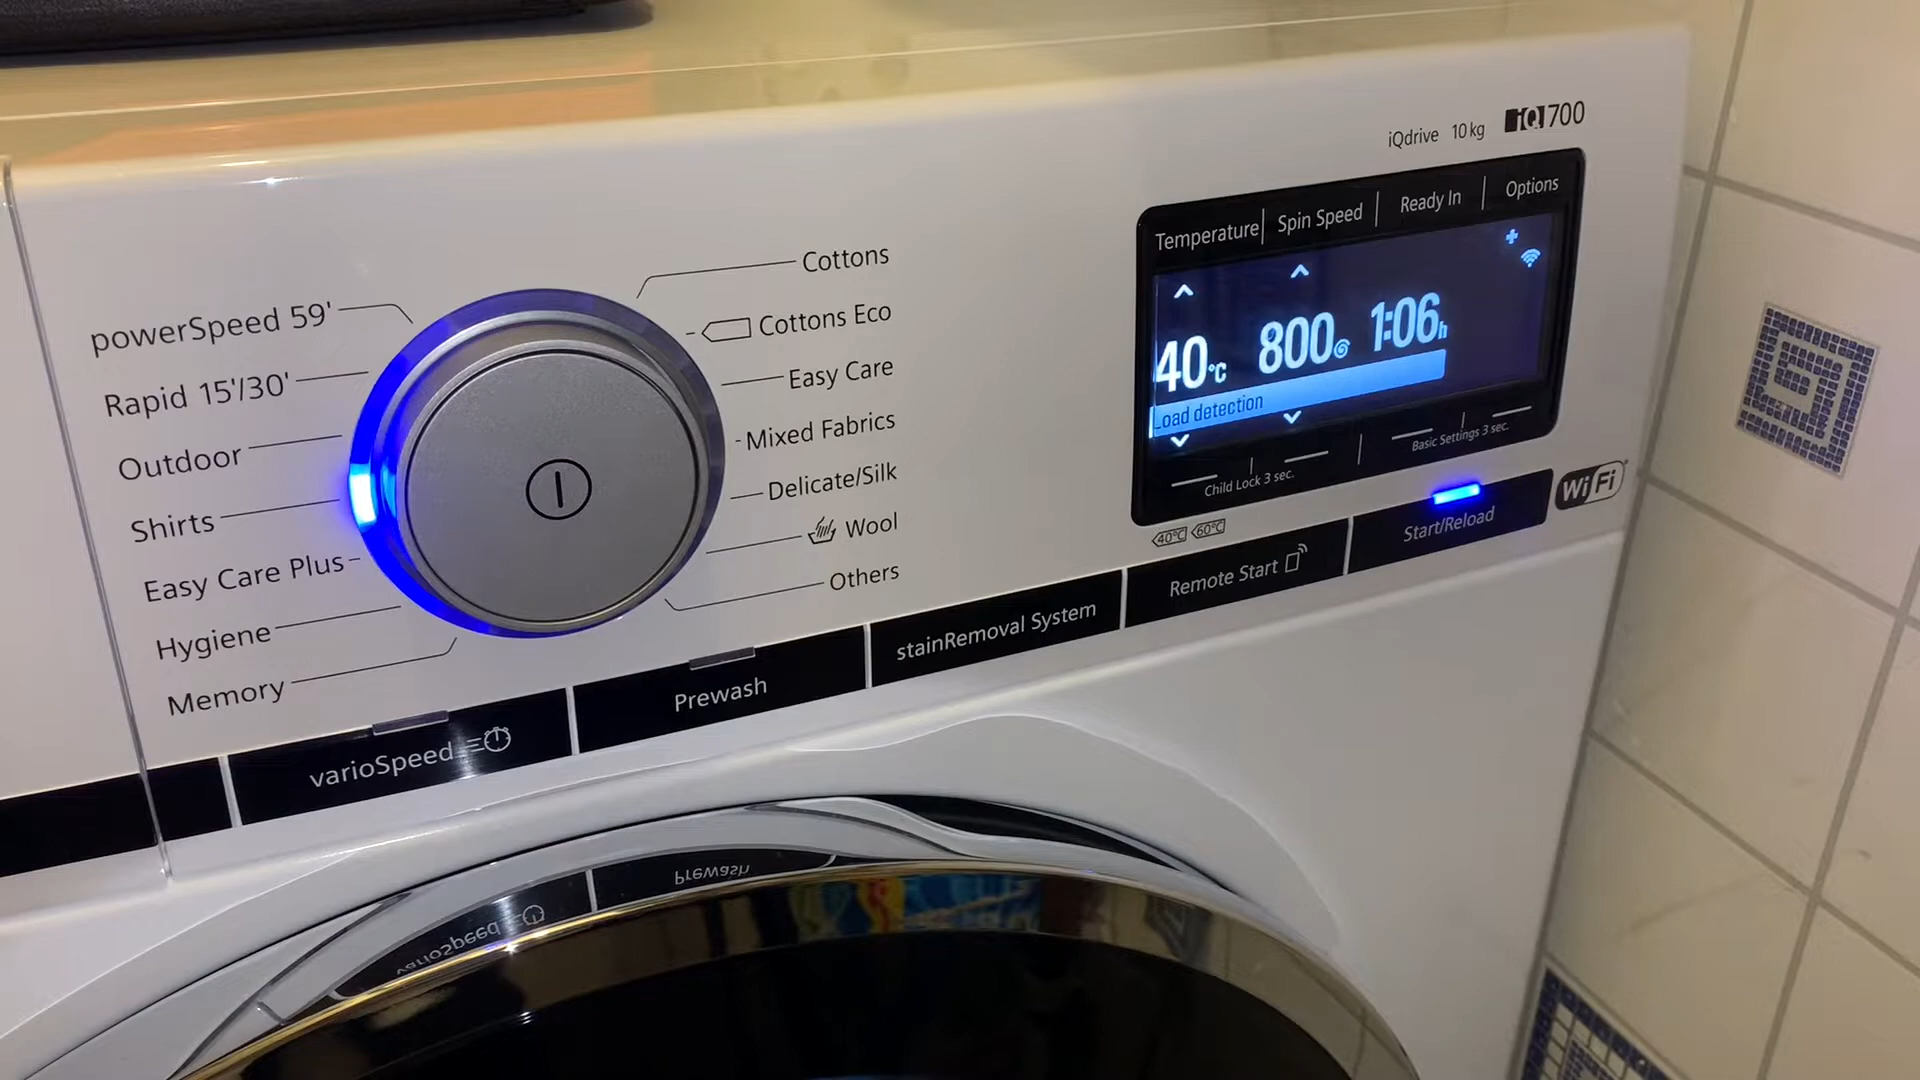 iQdrive 10 kg iQ700
Temperature Spin Speed Ready In Options
40°C 800 1:06h
Load detection
Child Lock 3 sec.
Basic Settings 3 sec.
40°C 60°C
WiFi
Cottons
Cottons Eco
Easy Care
Mixed Fabrics
Delicate/Silk
Wool
Others
powerSpeed 59'
Rapid 15'/30'
Outdoor
Shirts
Easy Care Plus
Hygiene
Memory
varioSpeed
Prewash
stainRemoval System
Remote Start
Start/Reload
varioSpeed
Prewash